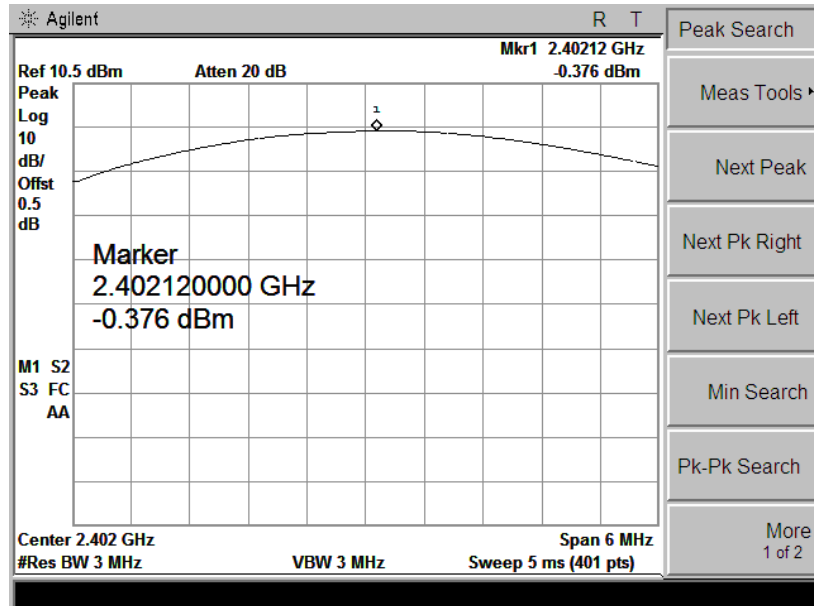 Agilent R T
Mkr1 2.40212 GHz
Ref 10.5 dBm Atten 20 dB -0.376 dBm
Peak
Log
10
dB/
Offst
0.5
dB
1
Marker
2.402120000 GHz
-0.376 dBm
M1 S2
S3 FC
AA
Center 2.402 GHz Span 6 MHz
#Res BW 3 MHz VBW 3 MHz Sweep 5 ms (401 pts)
Peak Search
Meas Tools
Next Peak
Next Pk Right
Next Pk Left
Min Search
Pk-Pk Search
More
1 of 2